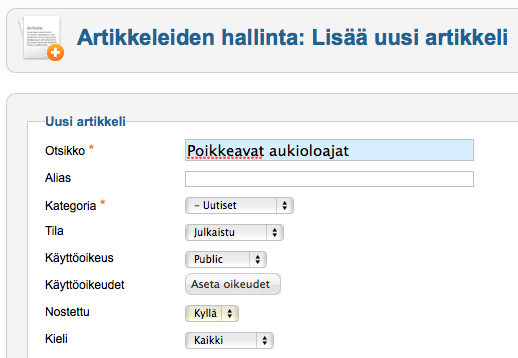 Artikkeleiden hallinta: Lisää uusi artikkeli
Uusi artikkeli
Otsikko *
Poikkeavat aukioloajat
Alias
Kategoria *
- Uutiset
Tila
Julkaistu
Käyttöoikeus
Public
Käyttöoikeudet
Aseta oikeudet
Nostettu
Kyllä
Kieli
Kaikki